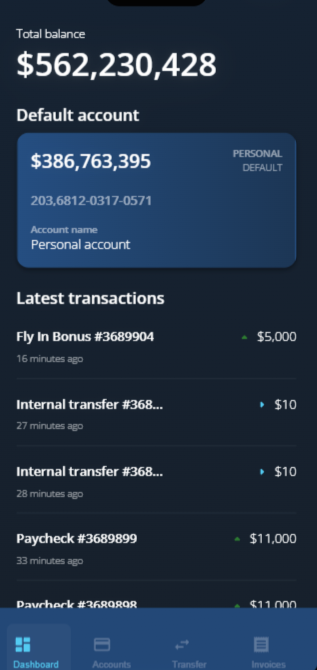 Total balance
$562,230,428
Default account
$386,763,395
PERSONAL
DEFAULT
203,6812-0317-0571
Account name
Personal account
Latest transactions
Fly In Bonus #3689904
$5,000
16 minutes ago
Internal transfer #368...
$10
27 minutes ago
Internal transfer #368...
$10
28 minutes ago
Paycheck #3689899
$11,000
33 minutes ago
Paycheck #3689898
$11,000
Dashboard
Accounts
Transfer
Invoices